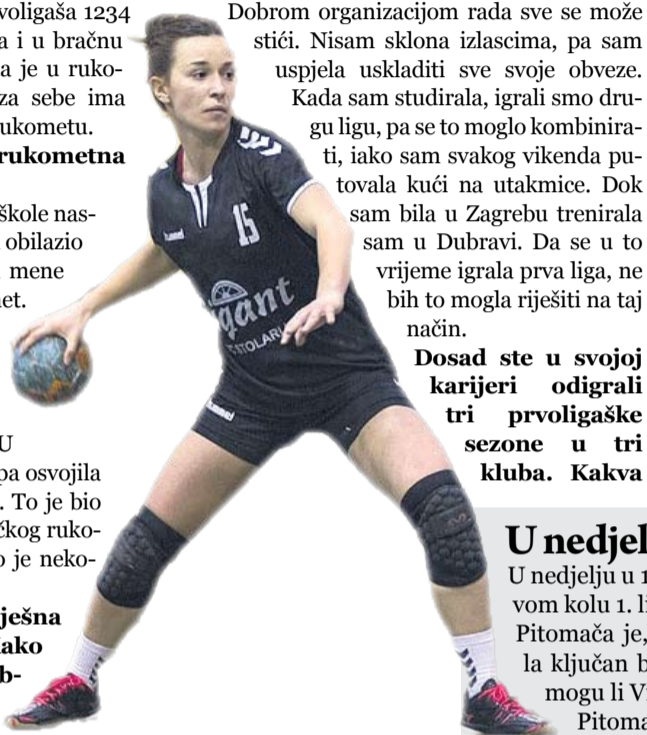 voligaša 1234
a i u bračnu
a je u ruko-
za sebe ima
ukometu.
rukometna
škole nas-
obilazio
mene
net.
U
pa osvojila
. To je bio
čkog ruko-
o je neko-
ješna
ako
b-
Dobrom organizacijom rada sve se može
stići. Nisam sklona izlascima, pa sam
uspjela uskladiti sve svoje obveze.
Kada sam studirala, igrali smo dru-
gu ligu, pa se to moglo kombinira-
ti, iako sam svakog vikenda pu-
tovala kući na utakmice. Dok
sam bila u Zagrebu trenirala
sam u Dubravi. Da se u to
vrijeme igrala prva liga, ne
bih to mogla riješiti na taj
način.
Dosad ste u svojoj
karijeri odigrali
tri prvoligaške
sezone u tri
kluba. Kakva
15
hummel
gant
STOLARI
hummel
U nedjel
U nedjelju u 1
vom kolu 1. li
Pitomača je,
la ključan b
mogu li Vi
Pitoma